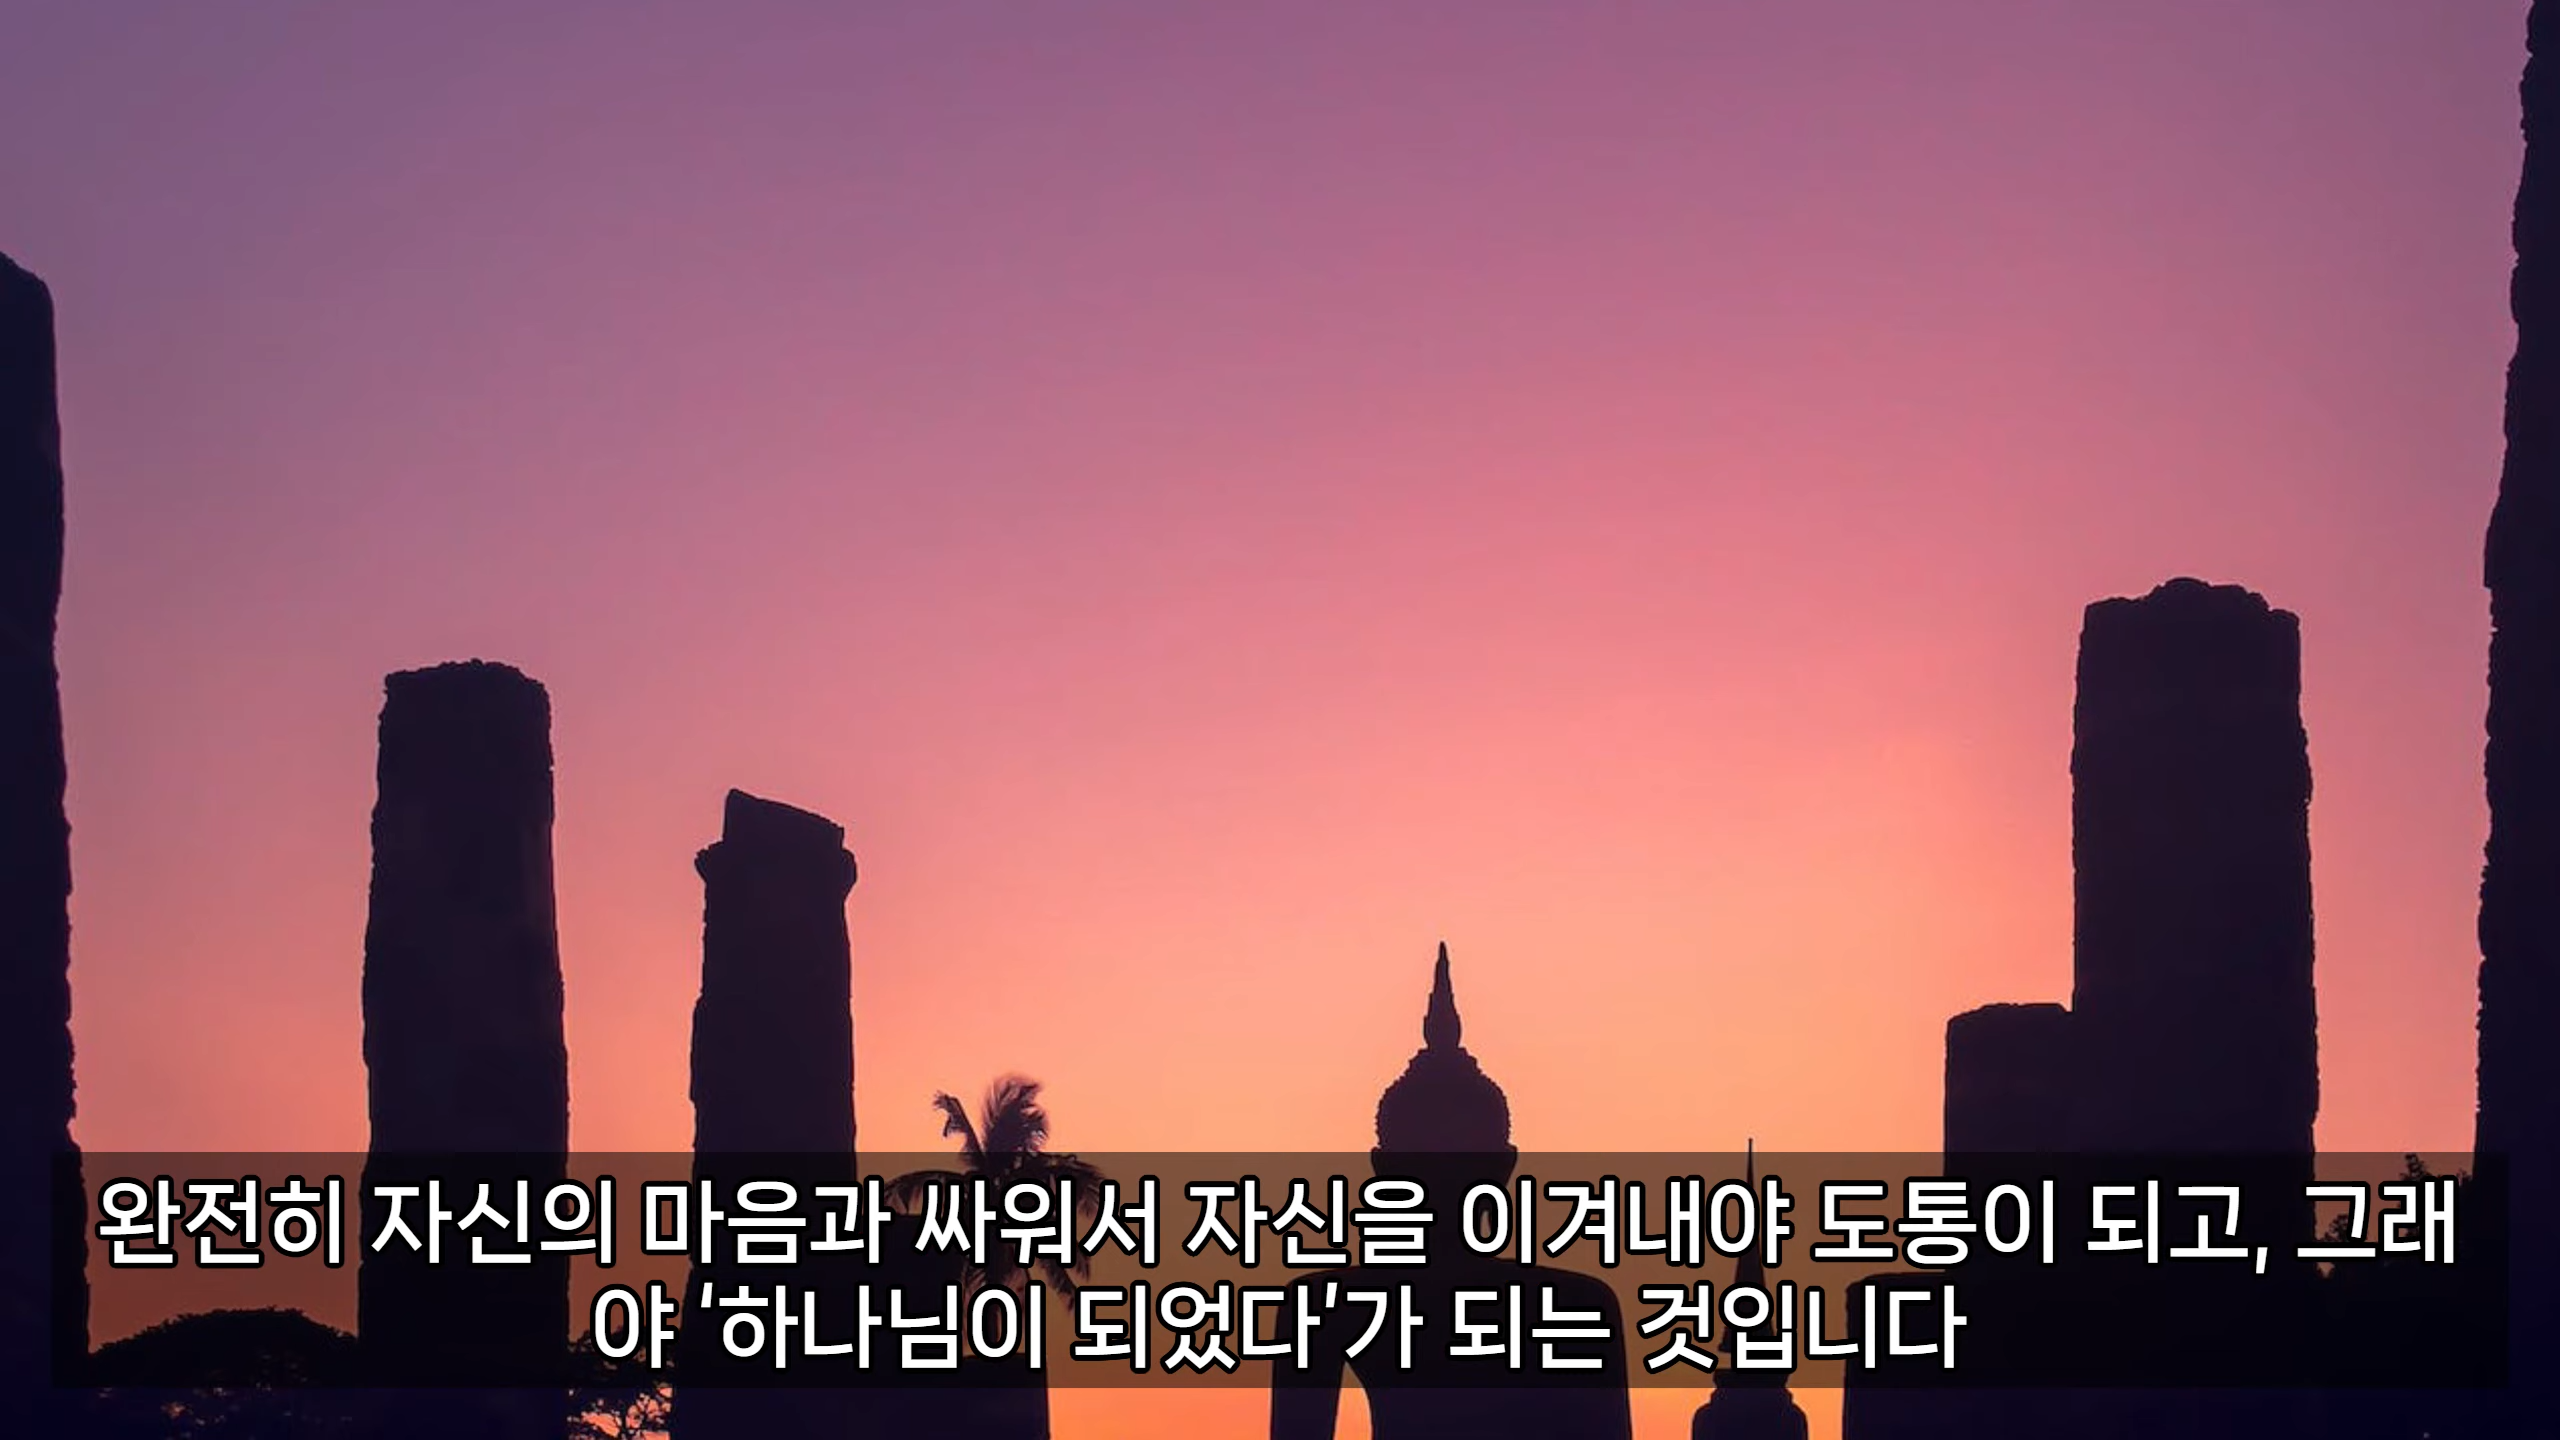 완전히 자신의 마음과 싸워서 자신을 이겨내야 도통이 되고, 그래
야 ‘하나님이 되었다’가 되는 것입니다